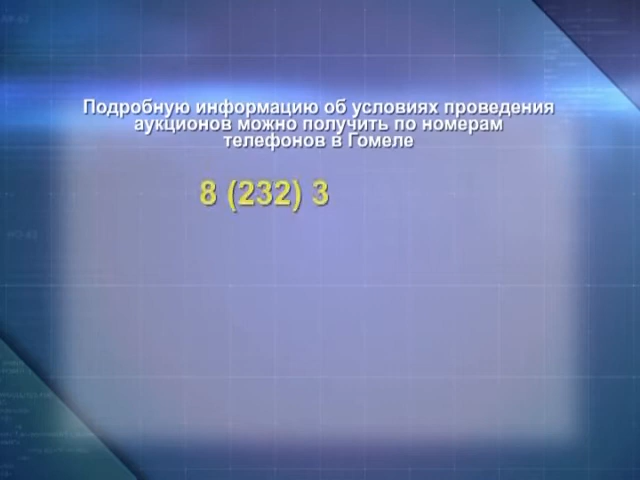 Подробную информацию об условиях проведения
аукционов можно получить по номерам
телефонов в Гомеле
8 (232) 3